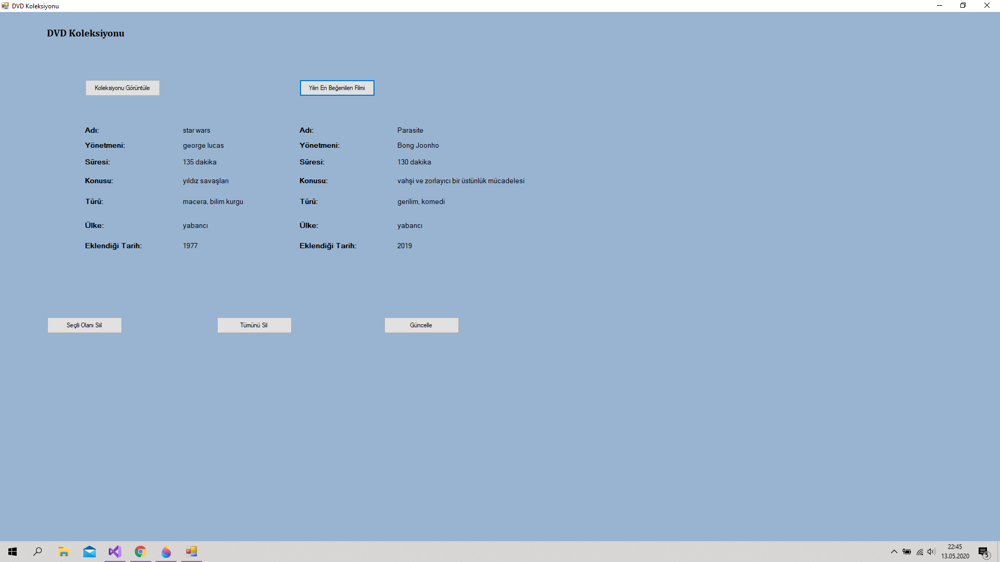 DVD Koleksiyonu
DVD Koleksiyonu
Koleksiyonu Görüntüle
Yılın En Beğenilen Filmi
Adı: star wars Adı: Parasite
Yönetmeni: george lucas Yönetmeni: Bong Joonho
Süresi: 135 dakika Süresi: 130 dakika
Konusu: yıldız savaşları Konusu: vahşi ve zorlayıcı bir üstünlük mücadelesi
Türü: macera, bilim kurgu Türü: gerilim, komedi
Ülke: yabancı Ülke: yabancı
Eklendiği Tarih: 1977 Eklendiği Tarih: 2019
Seçili Olanı Siil
Tümünü Sil
Güncelle
22:45
13.05.2020
5